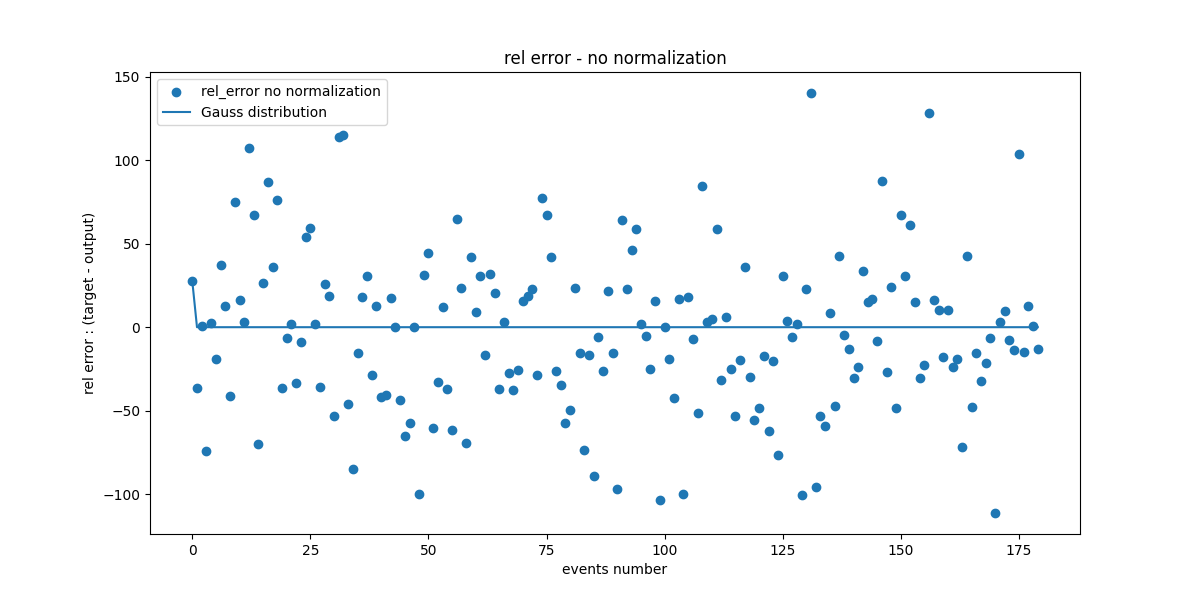 rel error - no normalization
rel_error no normalization
Gauss distribution
rel error : (target - output)
150
100
50
0
−50
−100
0 25 50 75 100 125 150 175
events number